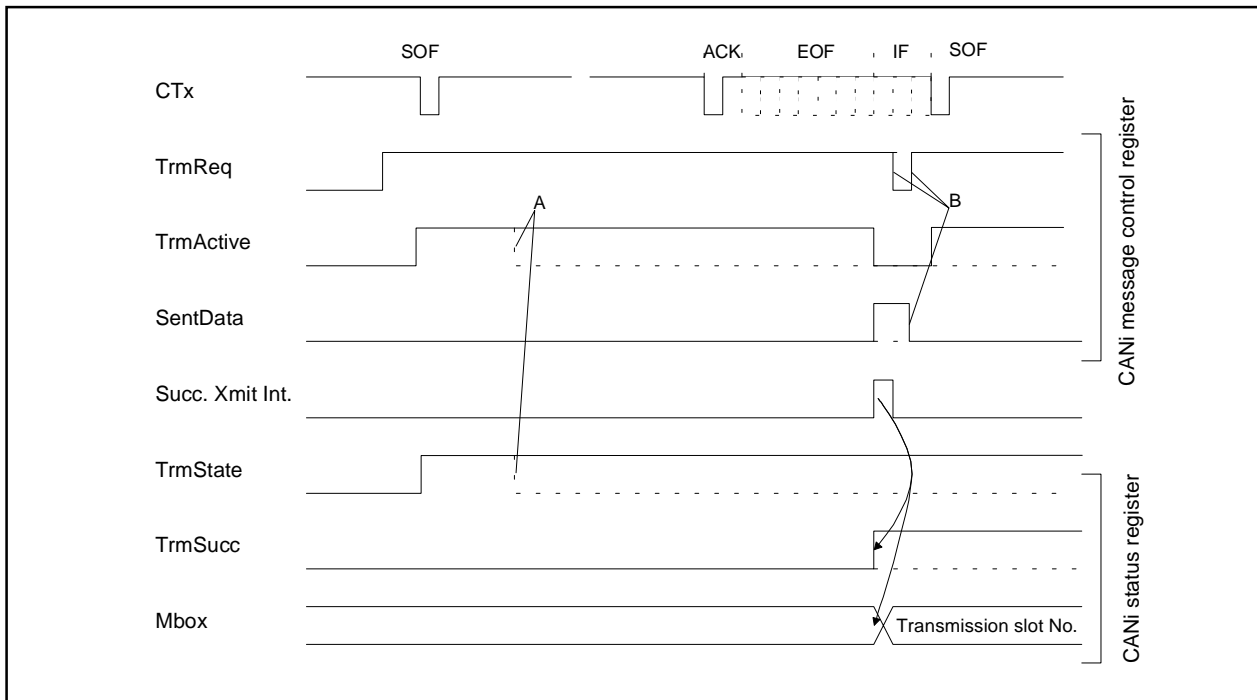 SOF ACK EOF IF SOF
CTx
TrmReq
A
B
TrmActive
SentData
Succ. Xmit Int.
TrmState
TrmSucc
Mbox
Transmission slot No.
CANi message control register
CANi status register